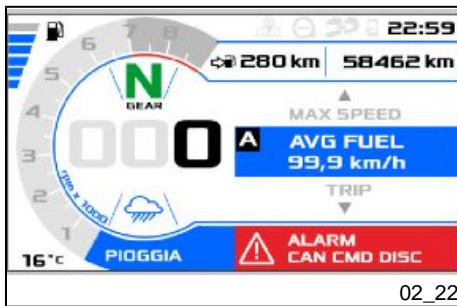 22:59
280 km
58462 km
8
7
6
5
4
3
2
1
rpm x 1000
N
GEAR
000
MAX SPEED
A
AVG FUEL
99,9 km/h
TRIP
16°c
PIOGGIA
ALARM
CAN CMD DISC
02_22